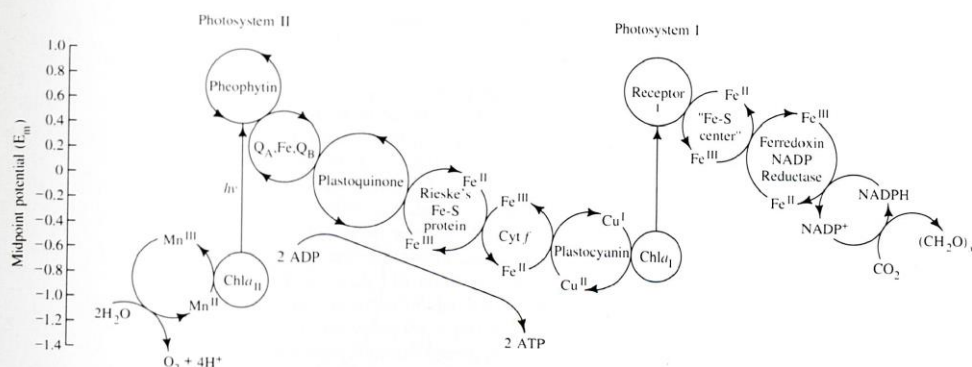 Photosystem II
Photosystem I
Midpoint potential (Em)
1.0
0.8
0.6
0.4
0.2
0
−0.2
−0.4
−0.6
−0.8
−1.0
−1.2
−1.4
Pheophytin
hν
QA,Fe,QB
Plastoquinone
MnIII
MnII
ChlaII
2H2O
O2 + 4H+
2 ADP
2 ATP
Rieske's
Fe-S
protein
FeII
FeIII
FeIII
Cyt f
FeII
CuI
Plastocyanin
CuII
ChlaI
Receptor
I
FeII
"Fe-S
center"
FeIII
FeIII
Ferredoxin
NADP
Reductase
FeII
NADPH
NADP+
CO2
(CH2O)